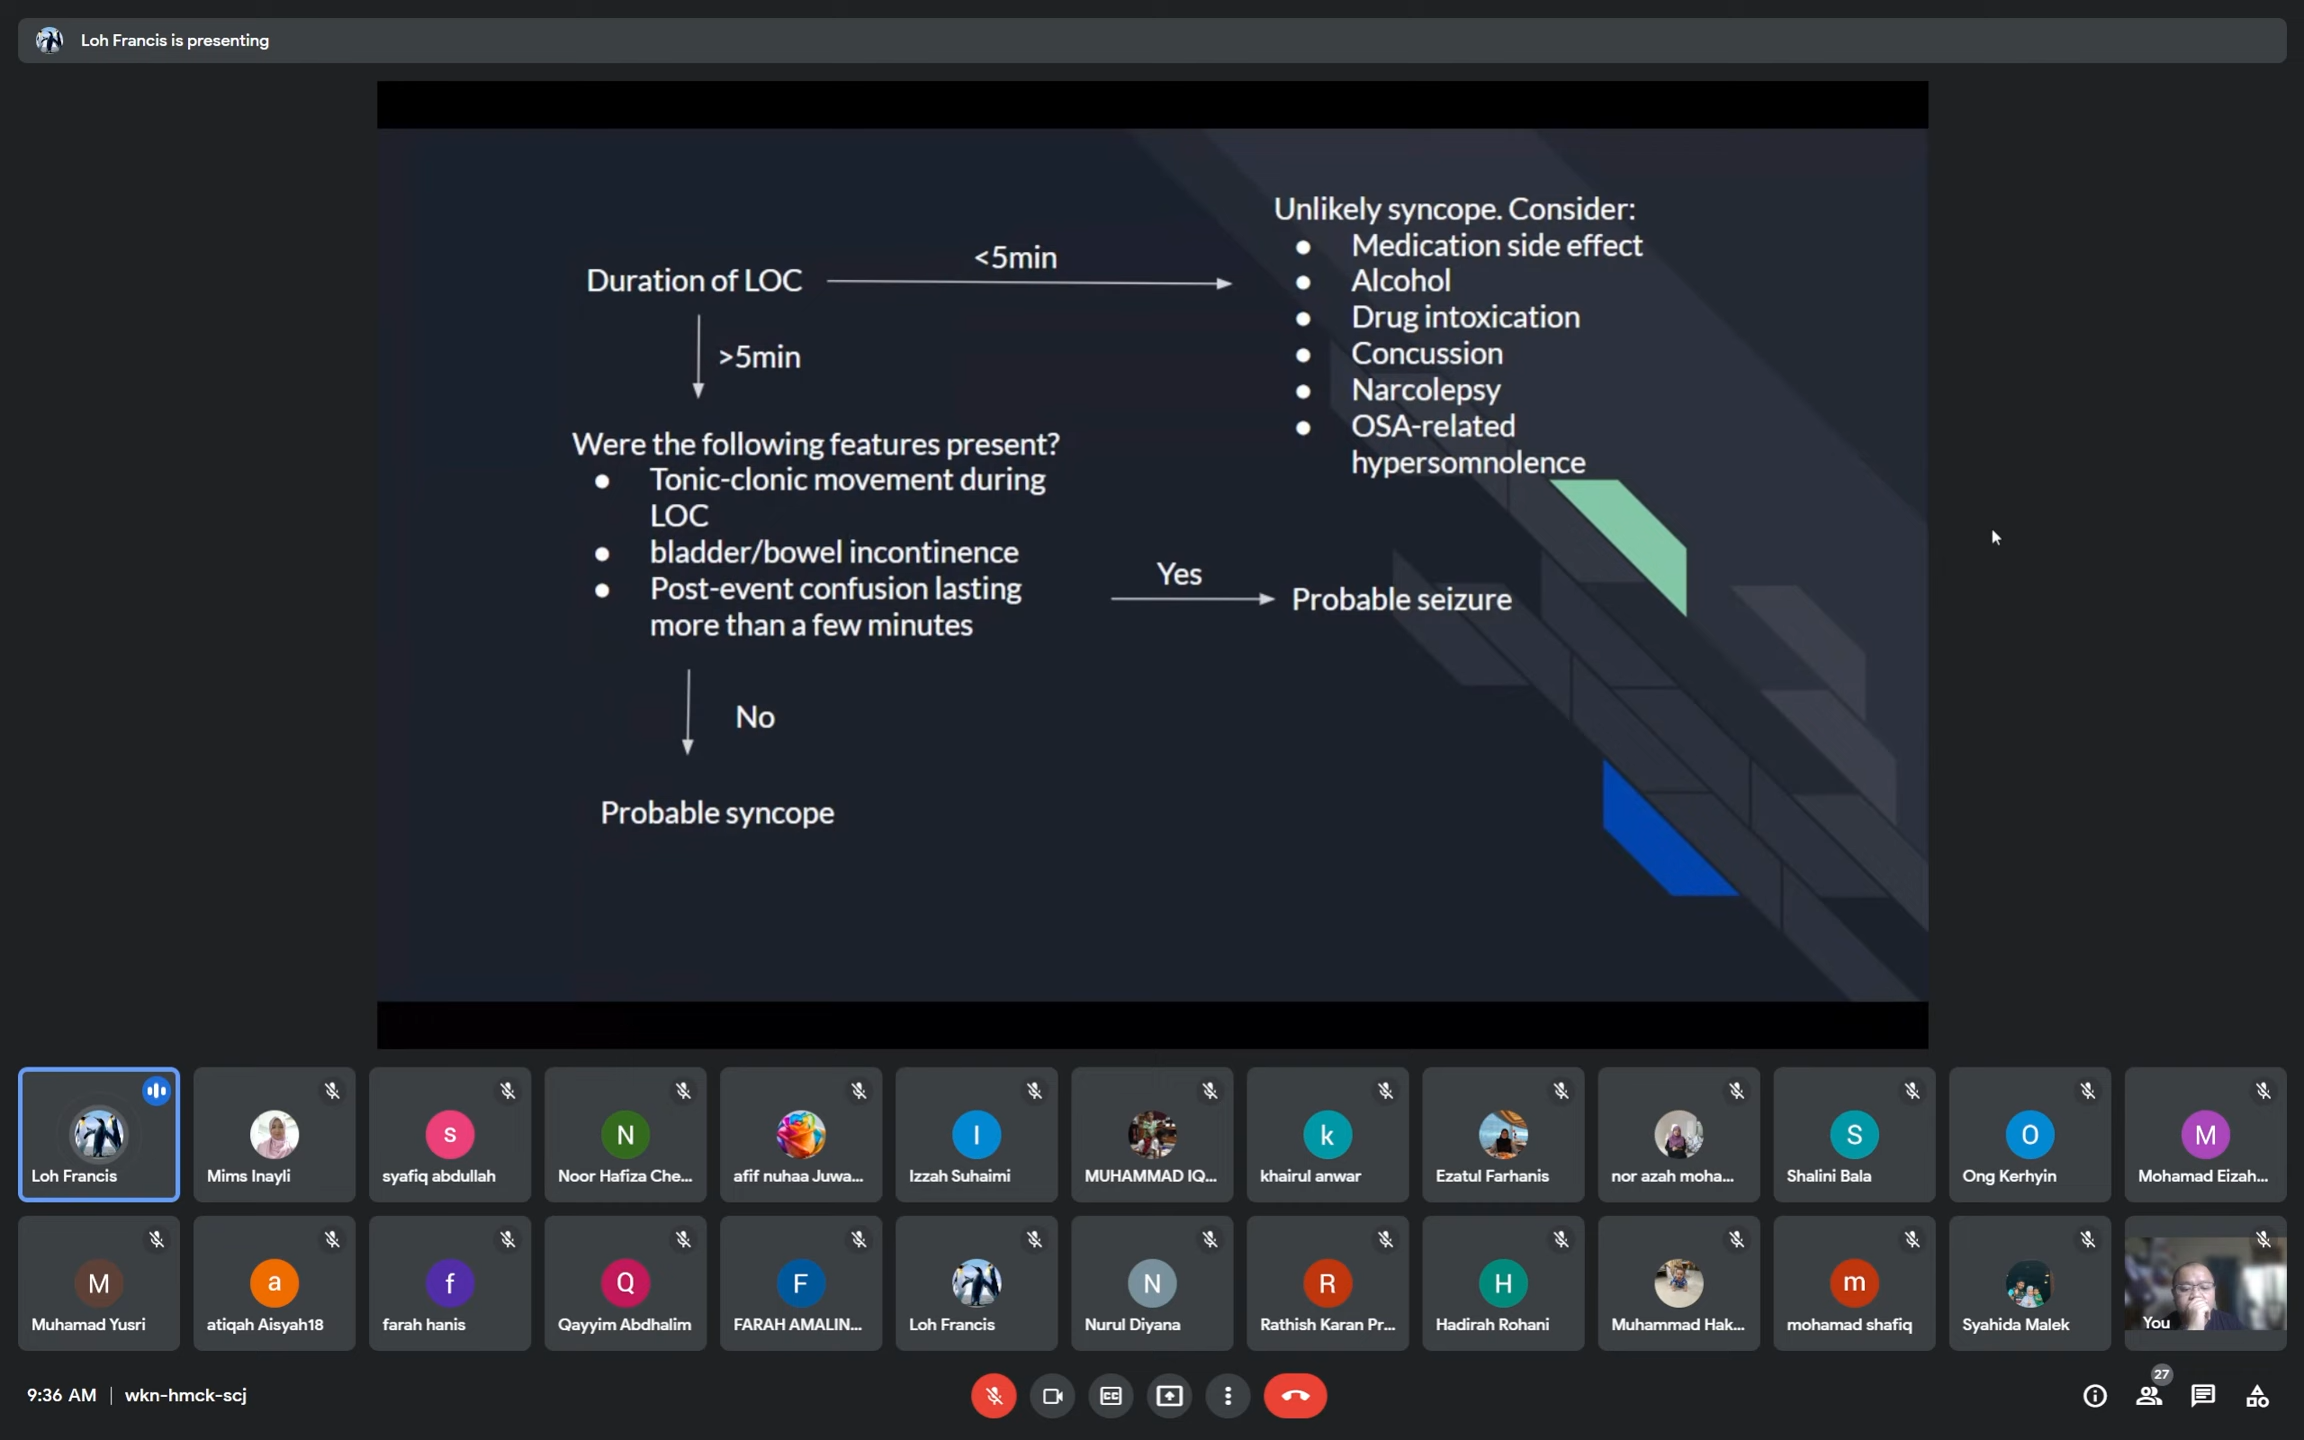 Loh Francis is presenting
Duration of LOC
<5min
>5min
Unlikely syncope. Consider:
● Medication side effect
● Alcohol
● Drug intoxication
● Concussion
● Narcolepsy
● OSA-related
hypersomnolence
Were the following features present?
● Tonic-clonic movement during
LOC
● bladder/bowel incontinence
● Post-event confusion lasting
more than a few minutes
Yes
Probable seizure
No
Probable syncope
Loh Francis
Mims Inayli
s
syafiq abdullah
N
Noor Hafiza Che...
afif nuhaa Juwa...
I
Izzah Suhaimi
MUHAMMAD IQ...
k
khairul anwar
Ezatul Farhanis
nor azah moha...
S
Shalini Bala
O
Ong Kerhyin
M
Mohamad Eizah...
M
Muhamad Yusri
a
atiqah Aisyah18
f
farah hanis
Q
Qayyim Abdhalim
F
FARAH AMALIN...
Loh Francis
N
Nurul Diyana
R
Rathish Karan Pr...
H
Hadirah Rohani
Muhammad Hak...
m
mohamad shafiq
Syahida Malek
You
9:36 AM | wkn-hmck-scj
CC
27